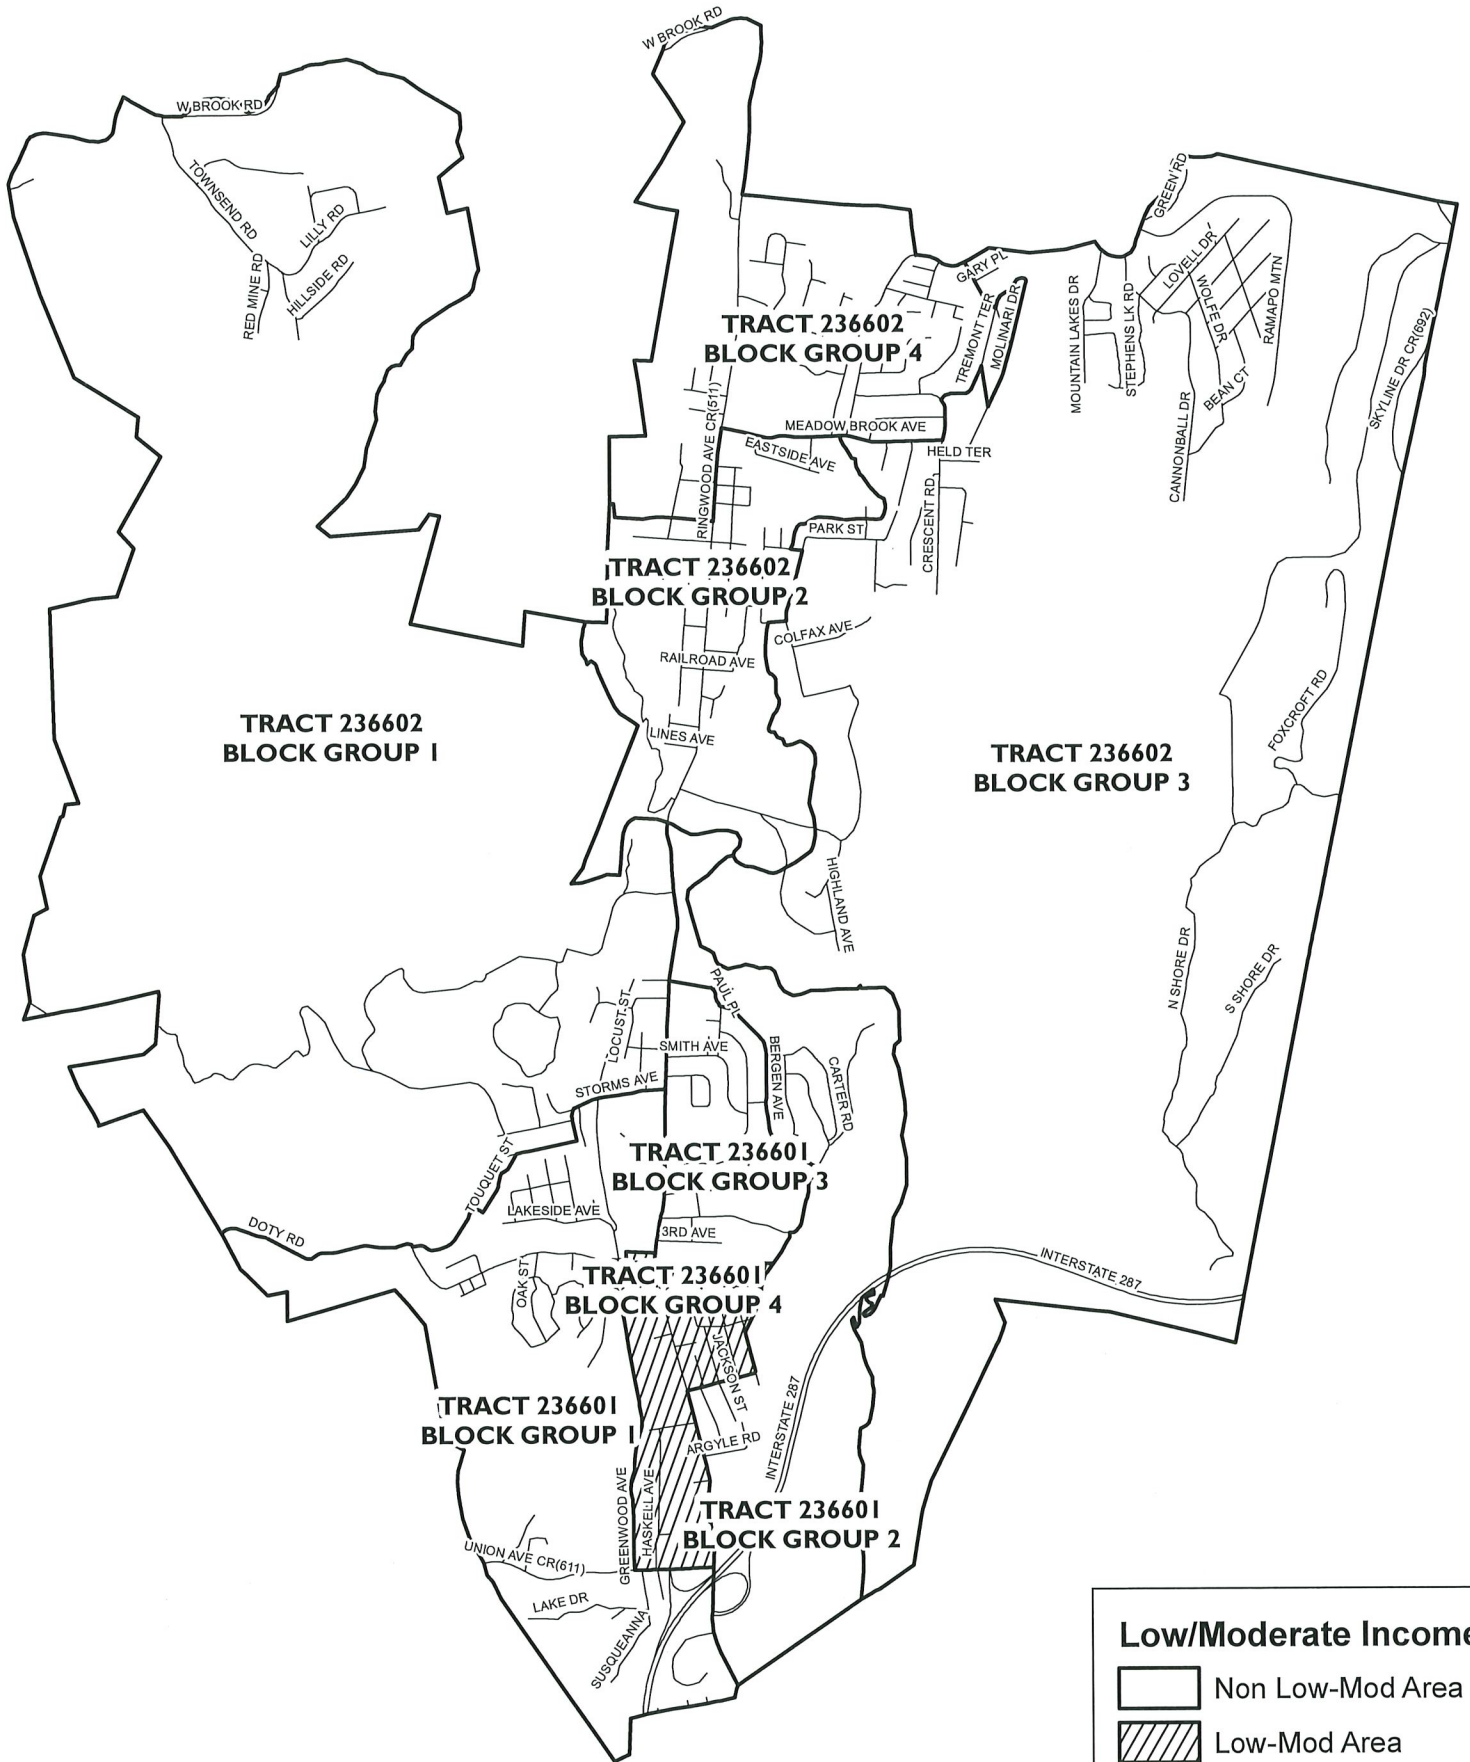 W BROOK RD
W BROOK RD
TOWNSEND RD
LILLY RD
RED MINE RD
HILLSIDE RD
GREEN RD
GARY PL
TREMONT TER
MOLINARI DR
MOUNTAIN LAKES DR
STEPHENS LK RD
LOVELL DR
WOLFE DR
RAMAPO MTN
BEAN CT
CANNONBALL DR
SKYLINE DR CR(692)
TRACT 236602
BLOCK GROUP 4
RINGWOOD AVE CR(511)
MEADOW BROOK AVE
EASTSIDE AVE
HELD TER
CRESCENT RD
PARK ST
TRACT 236602
BLOCK GROUP 2
COLFAX AVE
RAILROAD AVE
LINES AVE
TRACT 236602
BLOCK GROUP 1
TRACT 236602
BLOCK GROUP 3
FOXCROFT RD
HIGHLAND AVE
N SHORE DR
S SHORE DR
PAUL PL
LOCUST ST
SMITH AVE
BERGEN AVE
CARTER RD
STORMS AVE
TRACT 236601
BLOCK GROUP 3
TOUQUET ST
LAKESIDE AVE
3RD AVE
DOTY RD
OAK ST
INTERSTATE 287
TRACT 236601
BLOCK GROUP 4
JACKSON ST
TRACT 236601
BLOCK GROUP 1
ARGYLE RD
INTERSTATE 287
GREENWOOD AVE
HASKELL AVE
TRACT 236601
BLOCK GROUP 2
UNION AVE CR(611)
LAKE DR
SUSQUEANNA
Low/Moderate Income
Non Low-Mod Area
Low-Mod Area